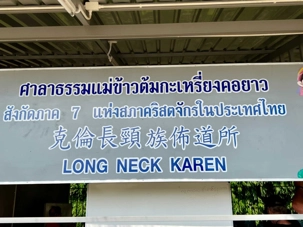 ศาลาธรรมแม่ข้าวต้มกะเหรี่ยงคอยาว
สังกัดภาค 7 แห่งสภาคริสตจักรในประเทศไทย
克倫長頸族佈道所
LONG NECK KAREN